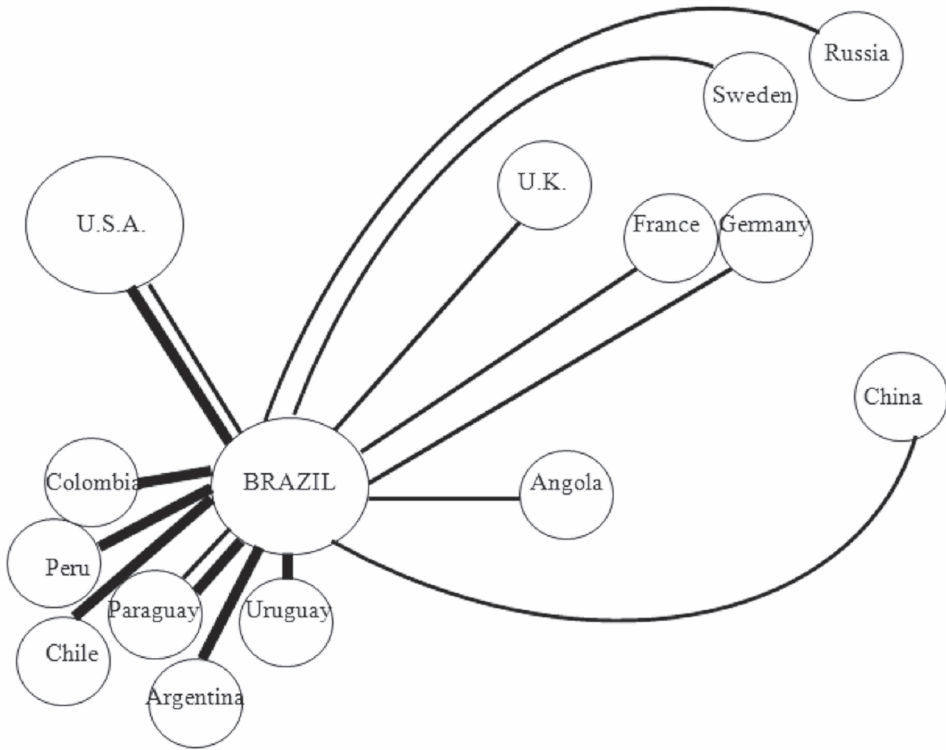 Russia
Sweden
U.K.
U.S.A.
France
Germany
China
Colombia
BRAZIL
Angola
Peru
Paraguay
Uruguay
Chile
Argentina